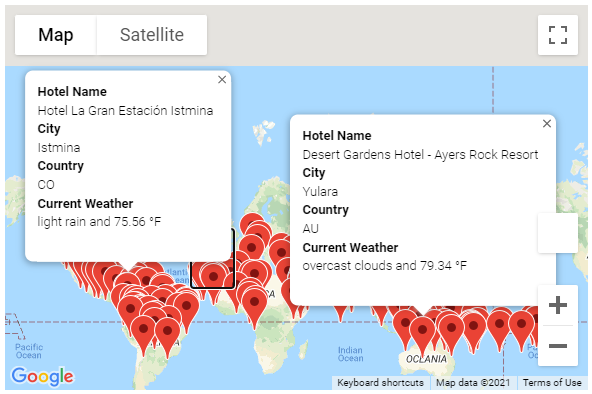 Map
Satellite
Hotel Name
Hotel La Gran Estación Istmina
City
Istmina
Country
CO
Current Weather
light rain and 75.56 °F
Hotel Name
Desert Gardens Hotel - Ayers Rock Resort
City
Yulara
Country
AU
Current Weather
overcast clouds and 79.34 °F
Pacific
Ocean
Indian
Ocean
OCEANIA
Google
Keyboard shortcuts
Map data ©2021
Terms of Use